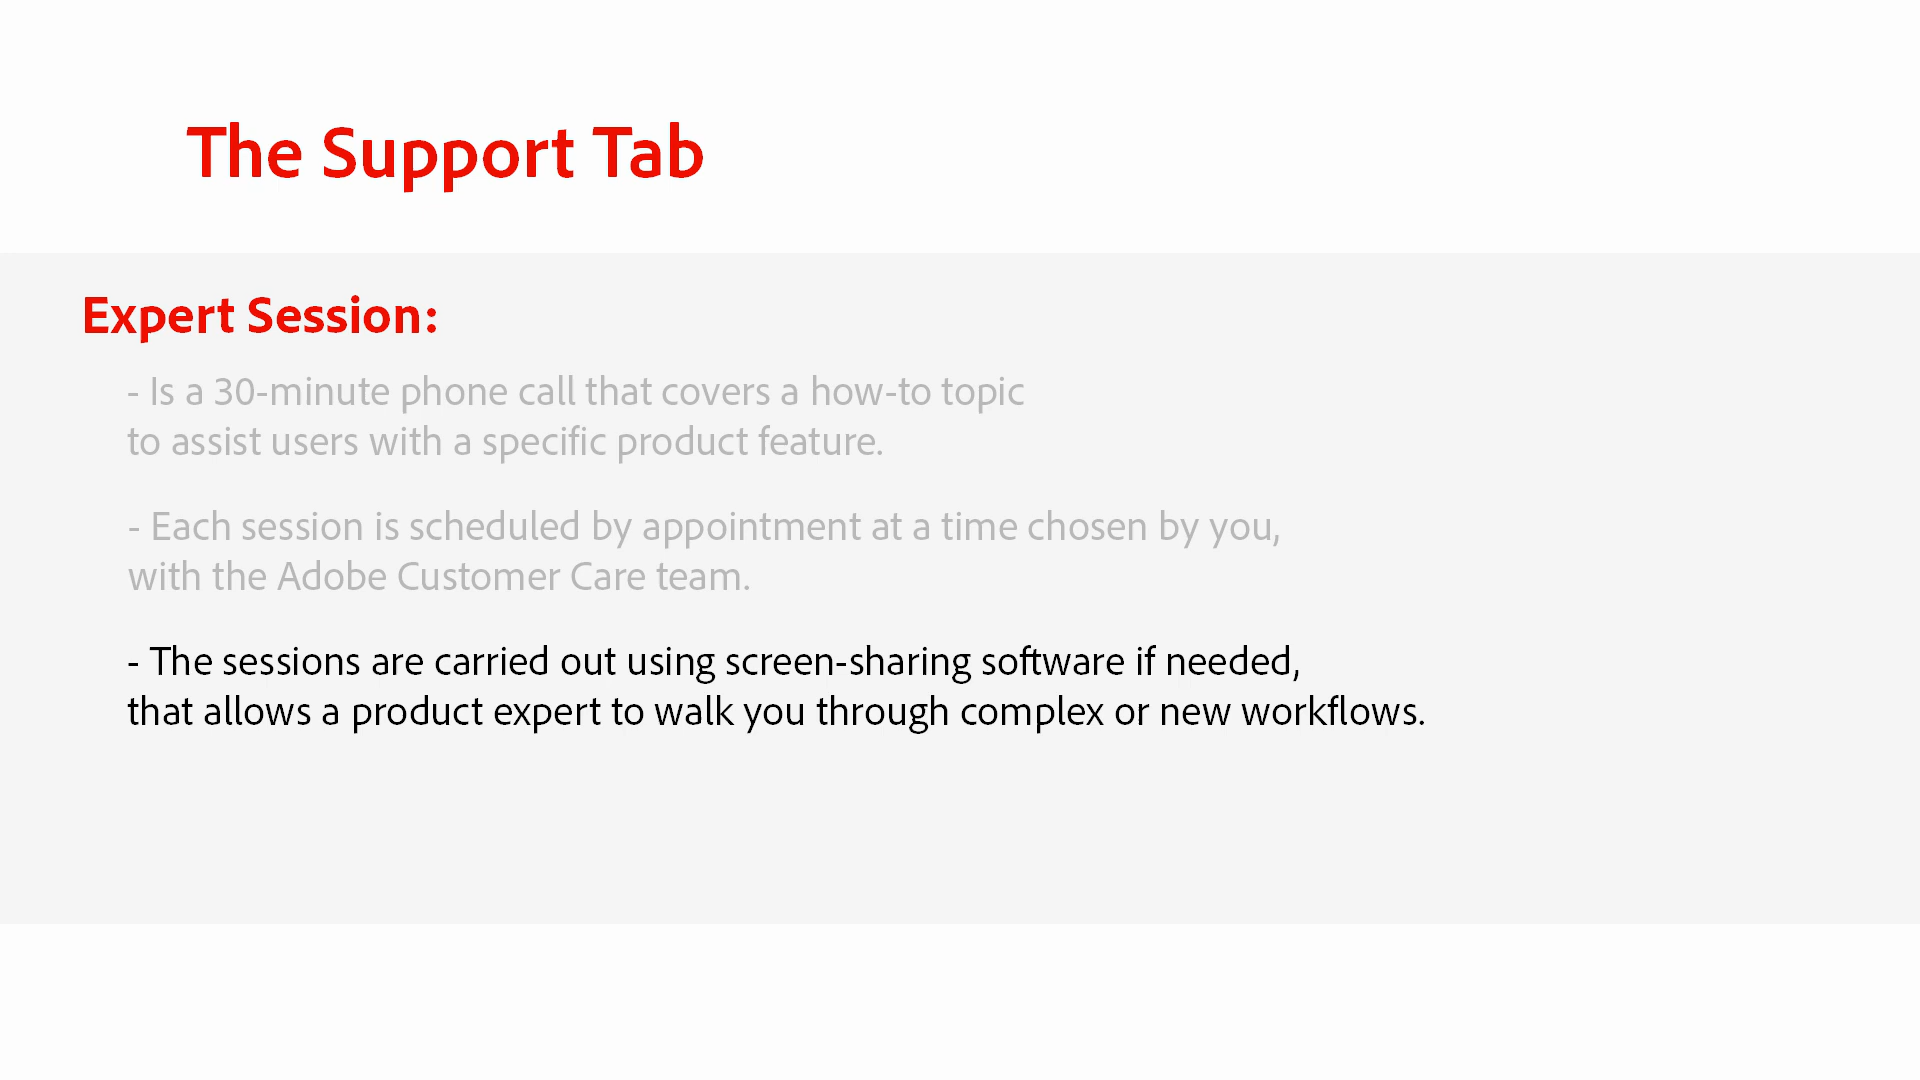 The Support Tab
Expert Session:
- Is a 30-minute phone call that covers a how-to topic
to assist users with a specific product feature.
- Each session is scheduled by appointment at a time chosen by you,
with the Adobe Customer Care team.
- The sessions are carried out using screen-sharing software if needed,
that allows a product expert to walk you through complex or new workflows.